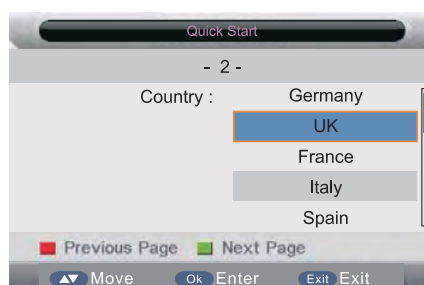 Quick Start
- 2 -
Country : Germany
UK
France
Italy
Spain
Previous Page Next Page
Move Ok Enter Exit Exit